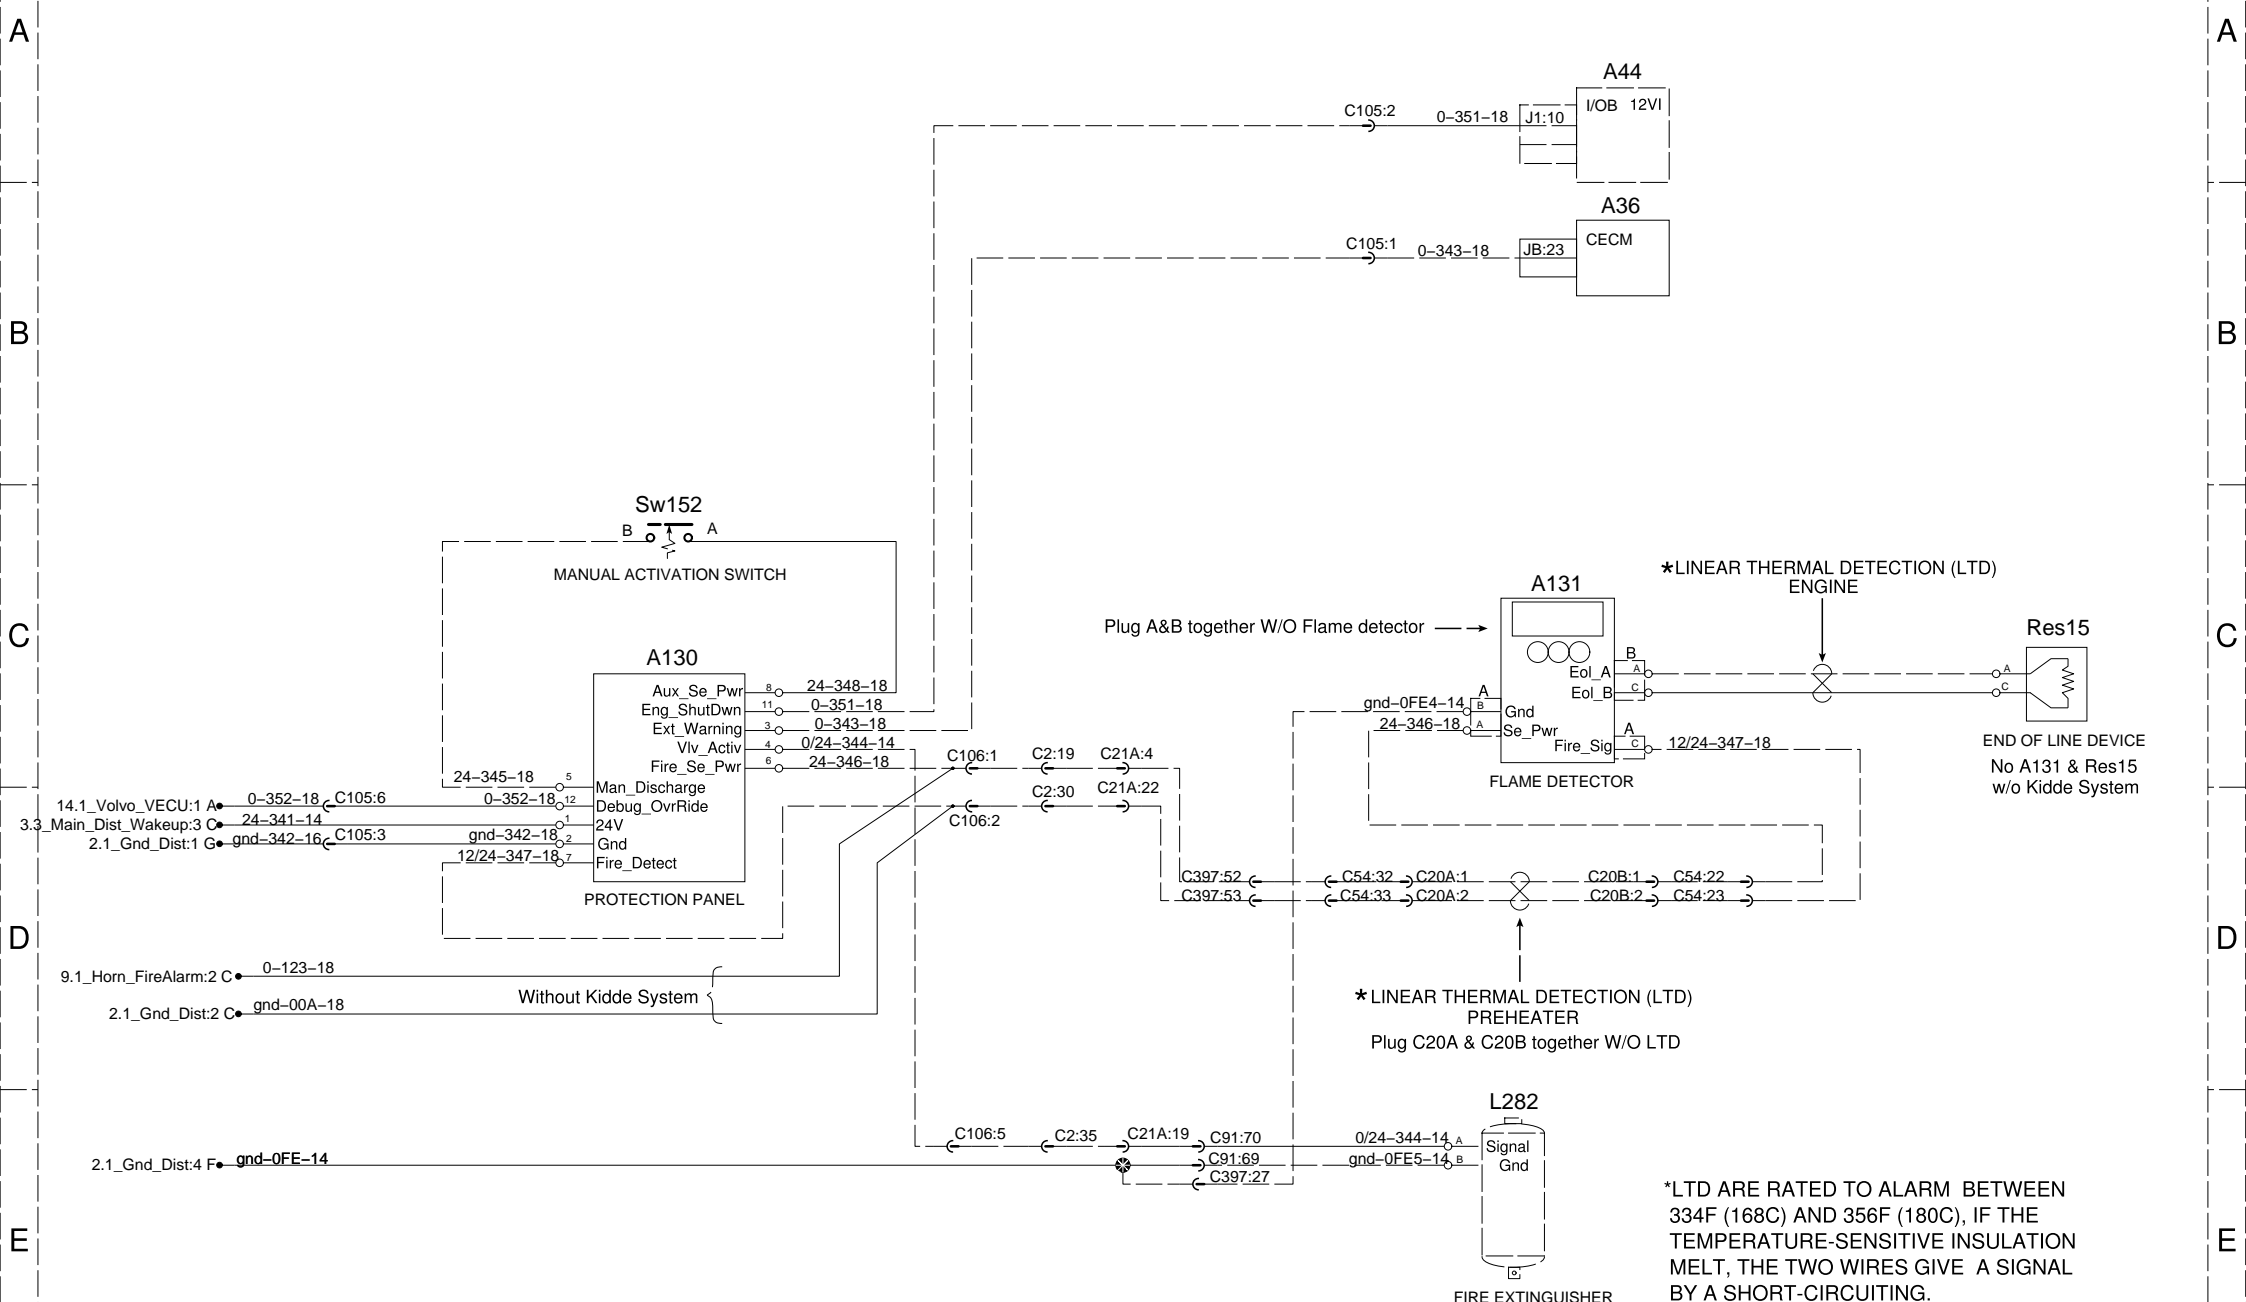 A
A
A44
I/OB 12VI
C105:2
0–351–18
J1:10
A36
CECM
C105:1
0–343–18
JB:23
B
B
Sw152
B
A
MANUAL ACTIVATION SWITCH
*LINEAR THERMAL DETECTION (LTD)
ENGINE
A131
Plug A&B together W/O Flame detector
C
C
Res15
A130
B
Eol_A
A
A
Eol_B
C
C
Aux_Se_Pwr
8
24–348–18
Eng_ShutDwn
11
0–351–18
Ext_Warning
3
0–343–18
Vlv_Activ
4
0/24–344–14
Fire_Se_Pwr
6
24–346–18
A
gnd–0FE4–14
B
Gnd
24–346–18
A
Se_Pwr
A
Fire_Sig
C
12/24–347–18
END OF LINE DEVICE
No A131 & Res15
w/o Kidde System
FLAME DETECTOR
C106:1
C2:19
C21A:4
C106:2
C2:30
C21A:22
24–345–18
5
Man_Discharge
14.1_Volvo_VECU:1 A
0–352–18
C105:6
0–352–18
12
Debug_OvrRide
3.3_Main_Dist_Wakeup:3 C
24–341–14
1
24V
2.1_Gnd_Dist:1 G
gnd–342–16
C105:3
gnd–342–18
2
Gnd
12/24–347–18
7
Fire_Detect
PROTECTION PANEL
C397:52
C54:32
C20A:1
C20B:1
C54:22
C397:53
C54:33
C20A:2
C20B:2
C54:23
D
D
9.1_Horn_FireAlarm:2 C
0–123–18
Without Kidde System
2.1_Gnd_Dist:2 C
gnd–00A–18
*LINEAR THERMAL DETECTION (LTD)
PREHEATER
Plug C20A & C20B together W/O LTD
L282
C106:5
C2:35
C21A:19
C91:70
0/24–344–14
A
Signal
2.1_Gnd_Dist:4 F
gnd–0FE–14
C91:69
gnd–0FE5–14
B
Gnd
C397:27
E
E
*LTD ARE RATED TO ALARM BETWEEN
334F (168C) AND 356F (180C), IF THE
TEMPERATURE-SENSITIVE INSULATION
MELT, THE TWO WIRES GIVE A SIGNAL
BY A SHORT-CIRCUITING.
FIRE EXTINGUISHER